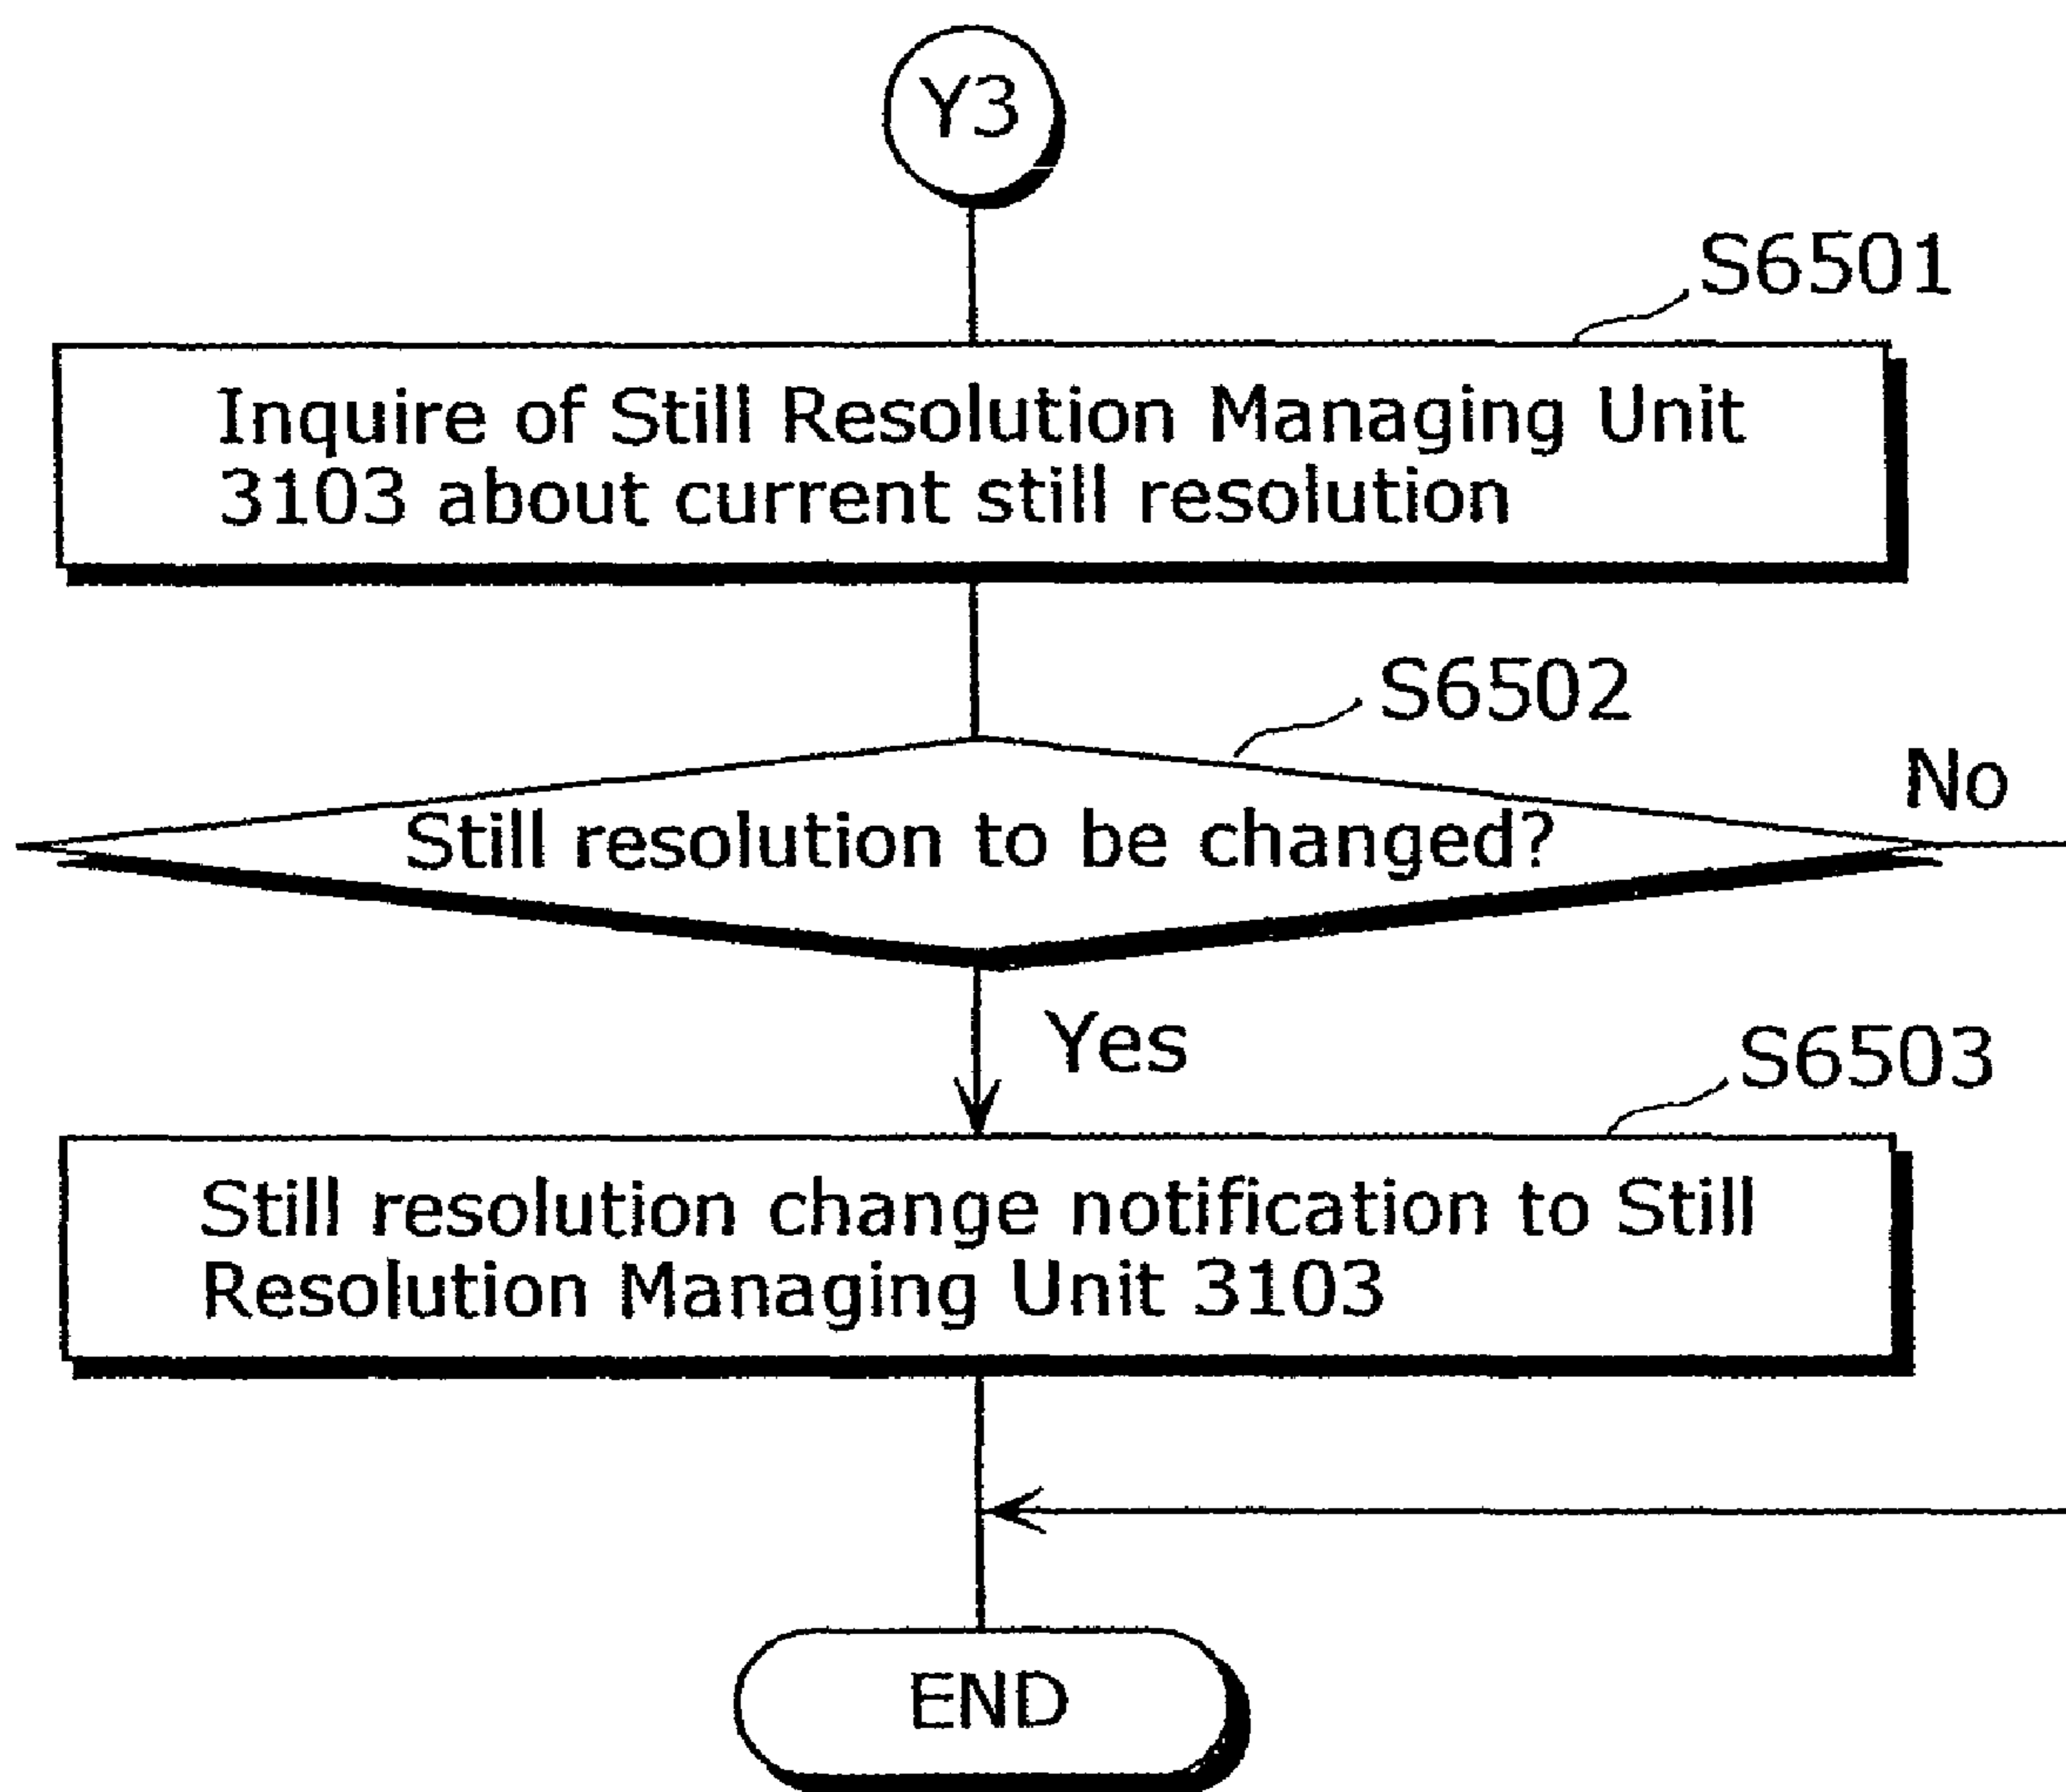 Y3
S6501
Inquire of Still Resolution Managing Unit
3103 about current still resolution
S6502
No
Still resolution to be changed?
Yes
S6503
Still resolution change notification to Still
Resolution Managing Unit 3103
END